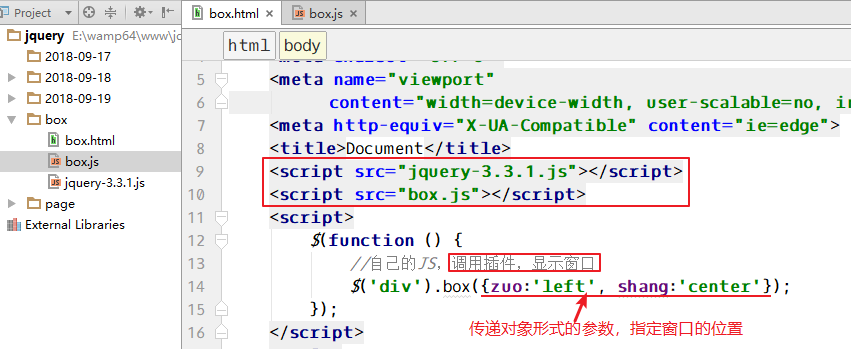 Project
box.html
box.js
jquery E:\wamp64\www\jq
2018-09-17
2018-09-18
2018-09-19
box
box.html
box.js
jquery-3.3.1.js
page
External Libraries
html
body
5 <meta name="viewport"
6 content="width=device-width, user-scalable=no, in
7 <meta http-equiv="X-UA-Compatible" content="ie=edge">
8 <title>Document</title>
9 <script src="jquery-3.3.1.js"></script>
10 <script src="box.js"></script>
11 <script>
12 $(function () {
13 //自己的JS，调用插件，显示窗口
14 $('div').box({zuo:'left', shang:'center'});
15 });
16 </script>
传递对象形式的参数，指定窗口的位置